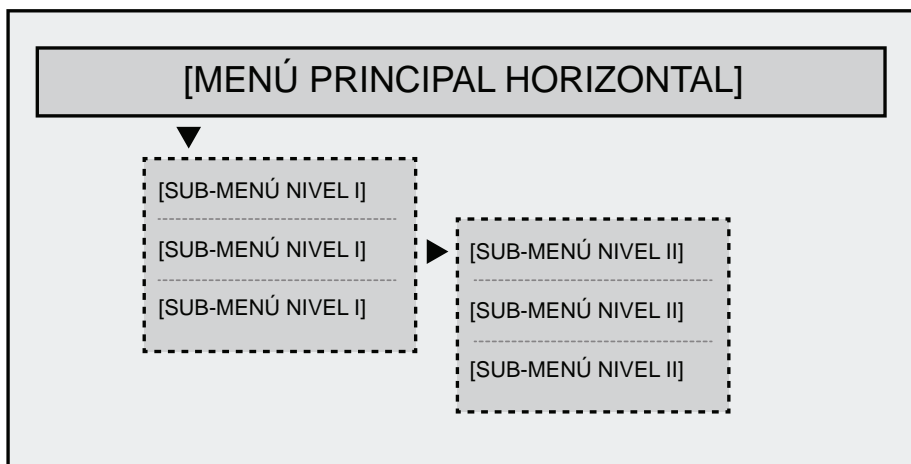 [MENÚ PRINCIPAL HORIZONTAL]
[SUB-MENÚ NIVEL I]
[SUB-MENÚ NIVEL I]
[SUB-MENÚ NIVEL I]
[SUB-MENÚ NIVEL II]
[SUB-MENÚ NIVEL II]
[SUB-MENÚ NIVEL II]